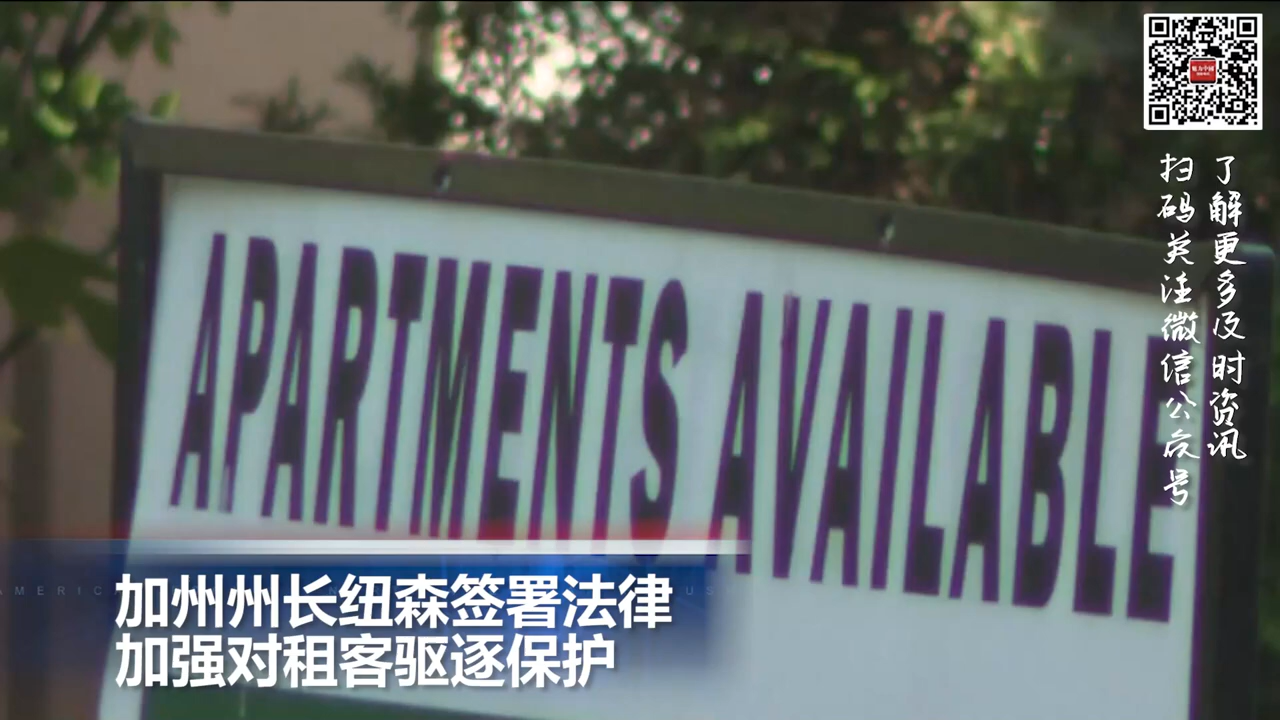 APARTMENTS AVAILABLE
了解更多及时资讯
扫码关注微信公众号
加州州长纽森签署法律
加强对租客驱逐保护